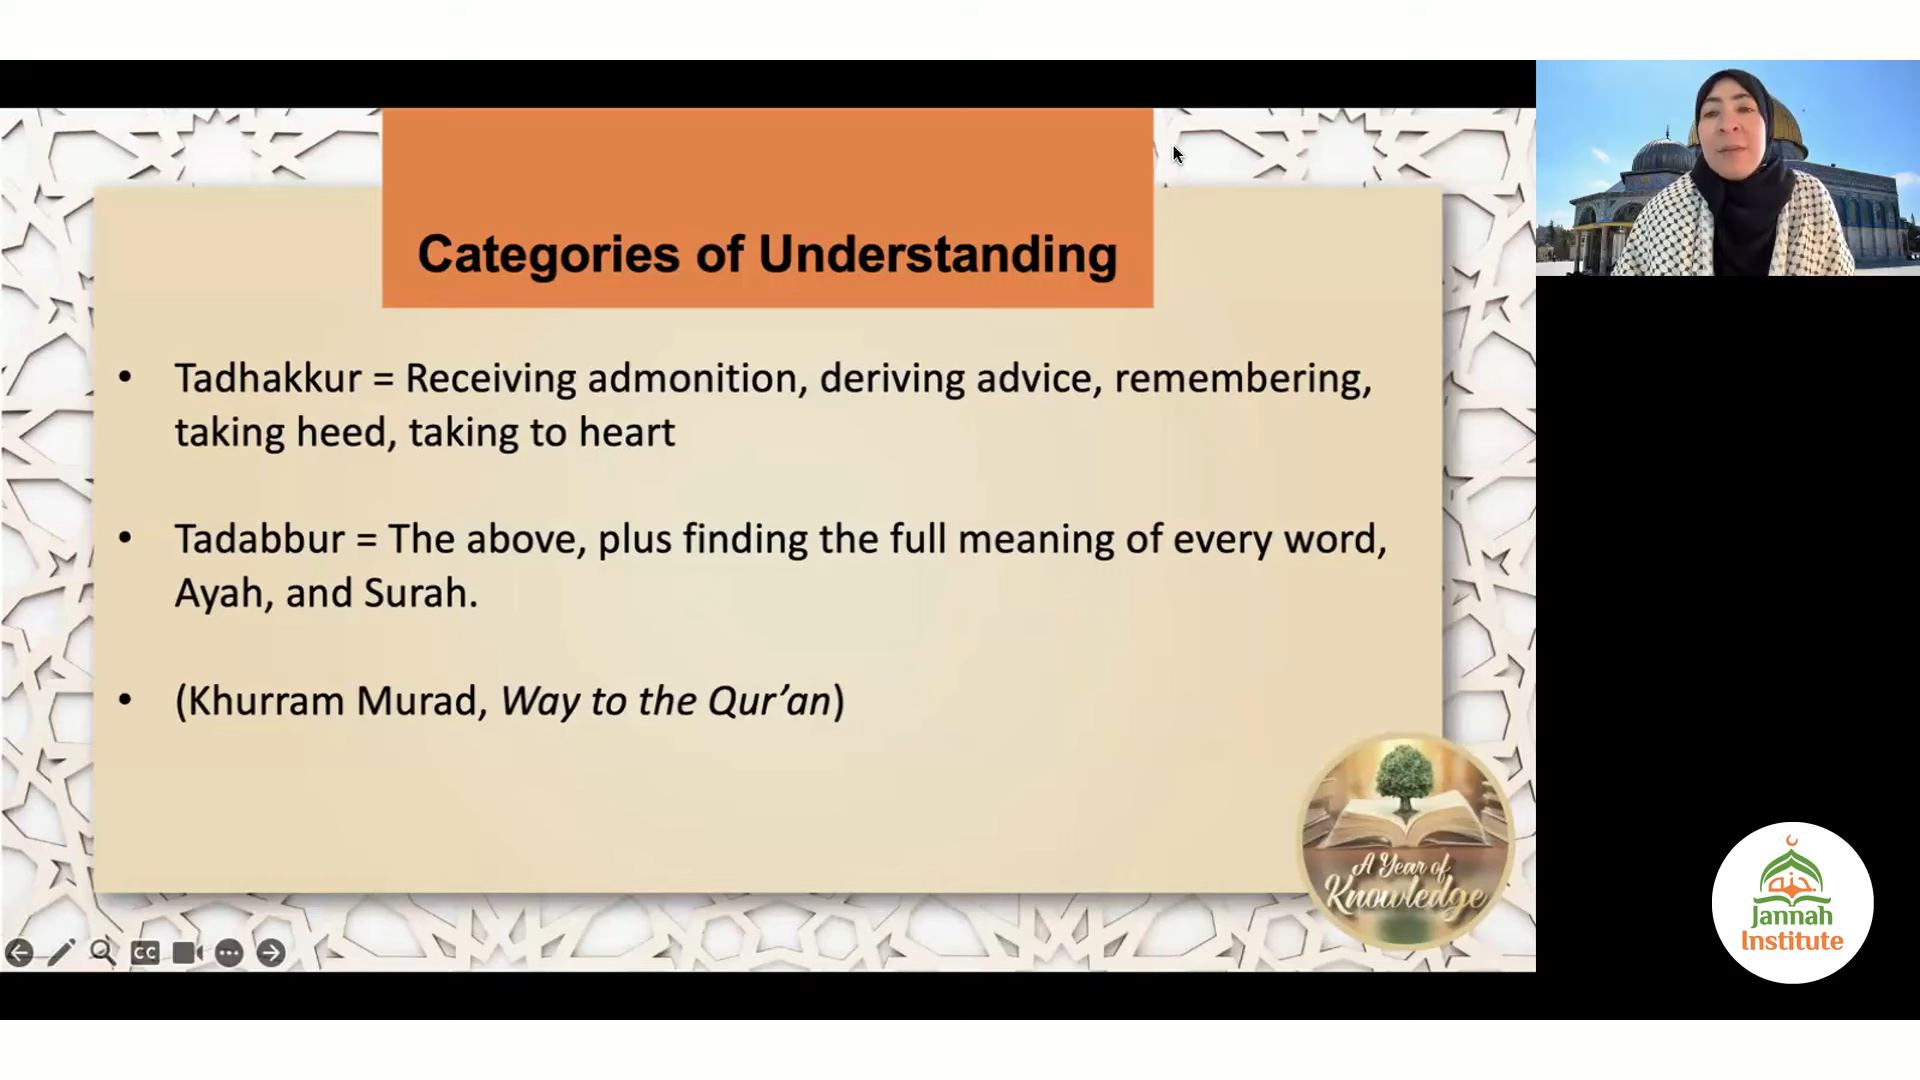 Categories of Understanding
• Tadhakkur = Receiving admonition, deriving advice, remembering,
taking heed, taking to heart
• Tadabbur = The above, plus finding the full meaning of every word,
Ayah, and Surah.
• (Khurram Murad, Way to the Qur’an)
A Year of
Knowledge
CC
جنة
Jannah
Institute